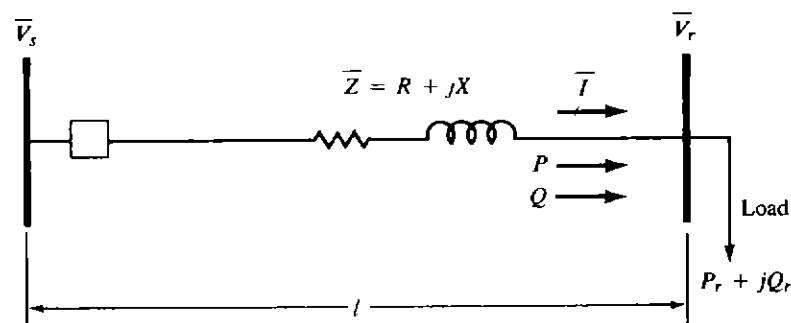 V̅s
V̅r
Z̅ = R + jX
I̅
P
Q
Load
Pr + jQr
l